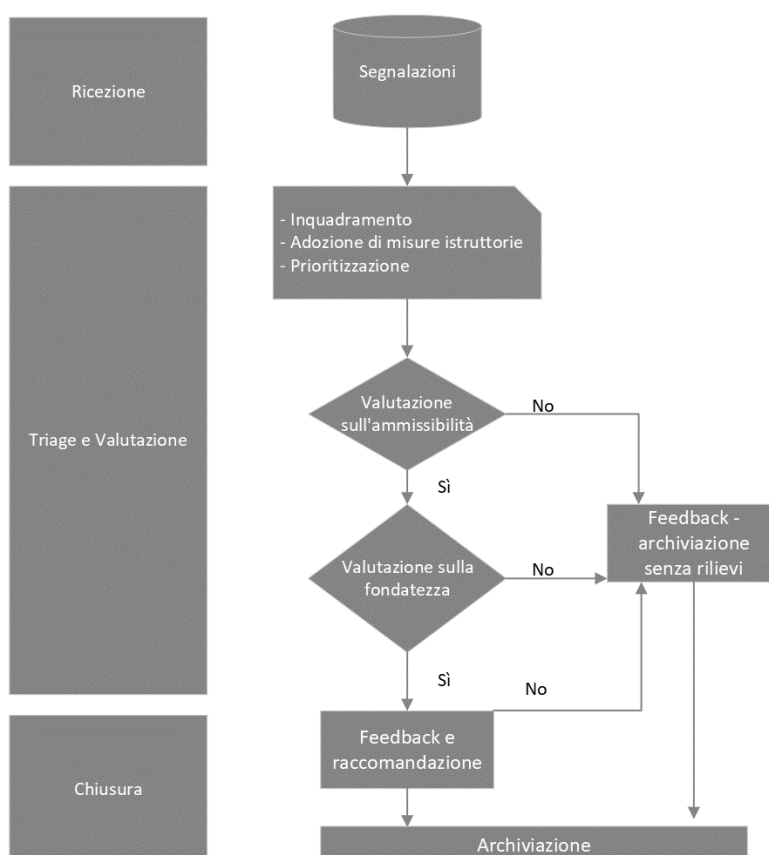 Ricezione
Segnalazioni
- Inquadramento
- Adozione di misure istruttorie
- Prioritizzazione
Triage e Valutazione
Valutazione
sull'ammissibilità
No
Sì
Feedback -
archiviazione
senza rilievi
Valutazione sulla
fondatezza
No
Sì
No
Feedback e
raccomandazione
Chiusura
Archiviazione